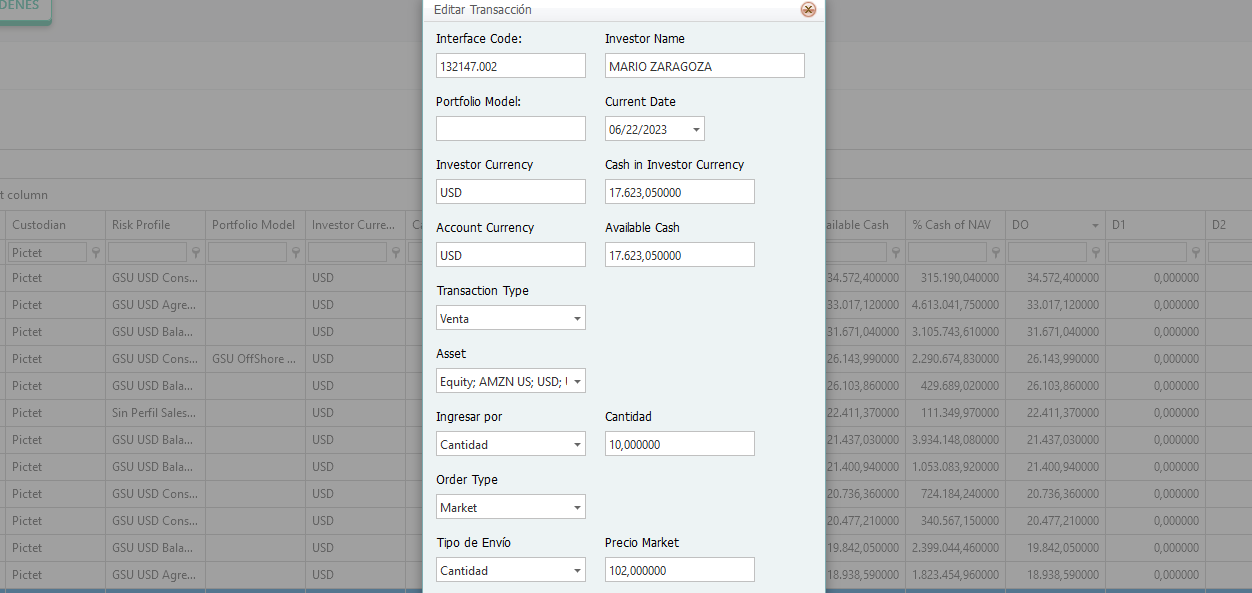 DENES
Editar Transacción
Interface Code:
Investor Name
132147.002
MARIO ZARAGOZA
Portfolio Model:
Current Date
06/22/2023
Investor Currency
Cash in Investor Currency
USD
17.623,050000
Account Currency
Available Cash
USD
17.623,050000
Transaction Type
Venta
Asset
Equity; AMZN US; USD;
Ingresar por
Cantidad
Cantidad
10,000000
Order Type
Market
Tipo de Envío
Precio Market
Cantidad
102,000000
t column
Custodian Risk Profile Portfolio Model Investor Curre... ailable Cash % Cash of NAV DO D1 D2
Pictet
Pictet GSU USD Cons... USD 34.572,400000 315.190,040000 34.572,400000 0,000000
Pictet GSU USD Agre... USD 33.017,120000 4.613.041,750000 33.017,120000 0,000000
Pictet GSU USD Bala... USD 31.671,040000 3.105.743,610000 31.671,040000 0,000000
Pictet GSU USD Cons... GSU OffShore ... USD 26.143,990000 2.290.674,830000 26.143,990000 0,000000
Pictet GSU USD Bala... USD 26.103,860000 429.689,020000 26.103,860000 0,000000
Pictet Sin Perfil Sales... USD 22.411,370000 111.349,970000 22.411,370000 0,000000
Pictet GSU USD Bala... USD 21.437,030000 3.934.148,080000 21.437,030000 0,000000
Pictet GSU USD Bala... USD 21.400,940000 1.053.083,920000 21.400,940000 0,000000
Pictet GSU USD Cons... USD 20.736,360000 724.184,240000 20.736,360000 0,000000
Pictet GSU USD Cons... USD 20.477,210000 340.567,150000 20.477,210000 0,000000
Pictet GSU USD Bala... USD 19.842,050000 2.399.044,460000 19.842,050000 0,000000
Pictet GSU USD Agre... USD 18.938,590000 1.823.454,960000 18.938,590000 0,000000